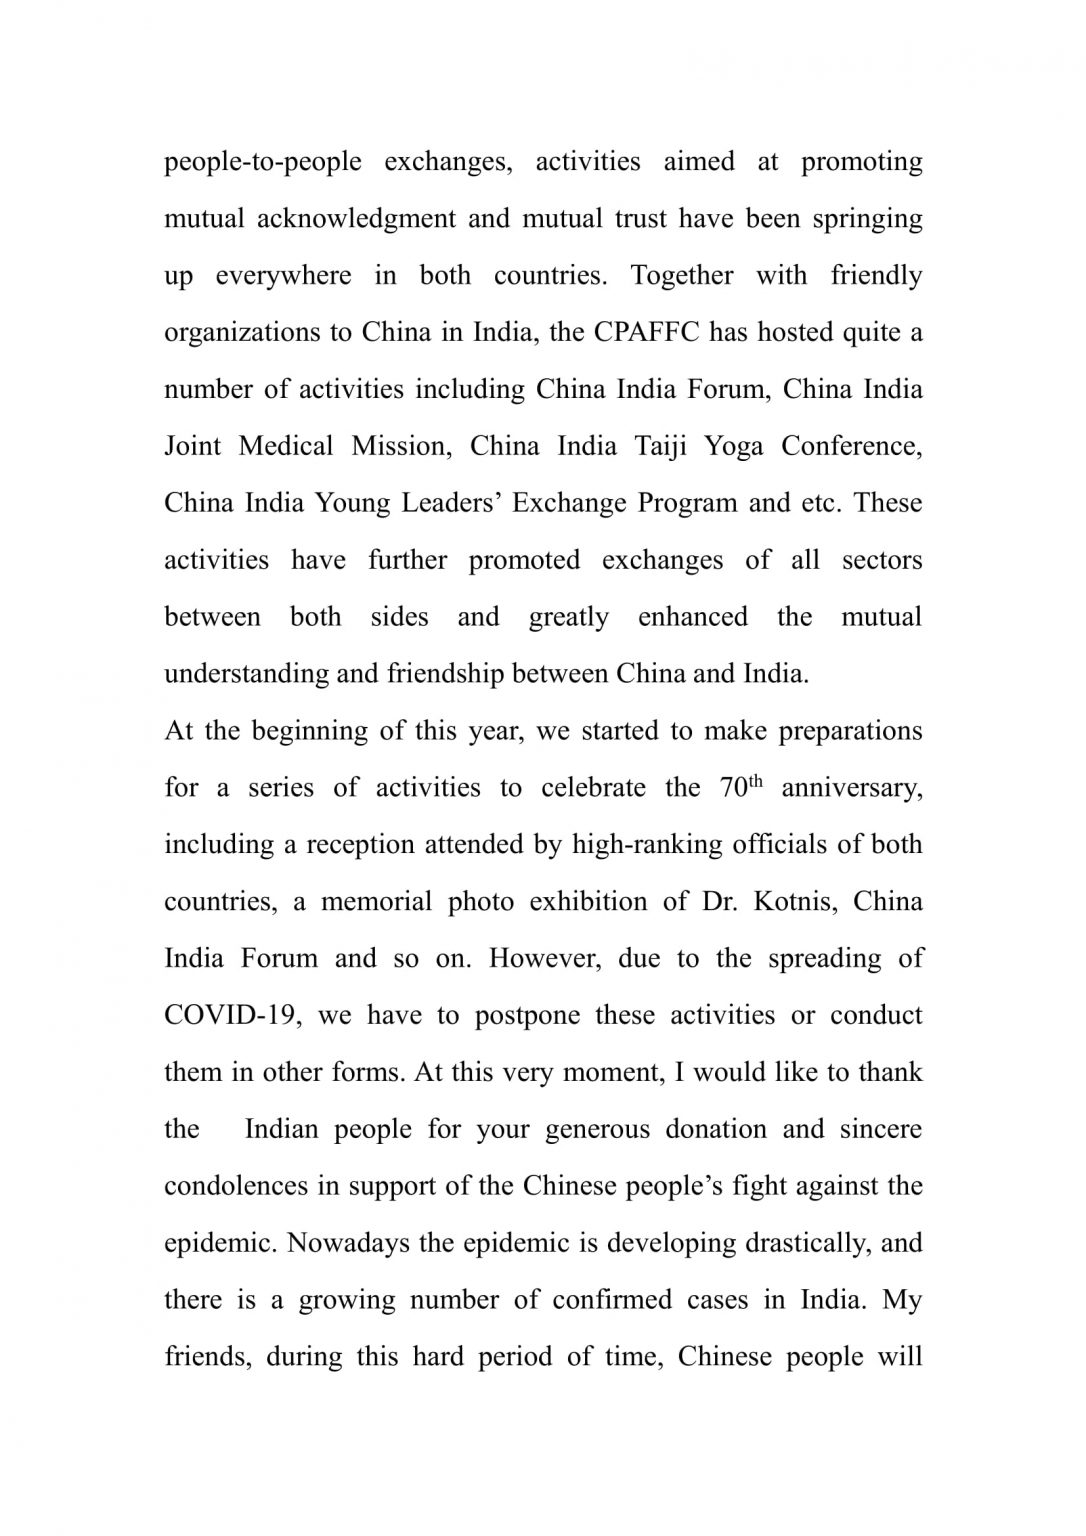 people-to-people exchanges, activities aimed at promoting
mutual acknowledgment and mutual trust have been springing
up everywhere in both countries. Together with friendly
organizations to China in India, the CPAFFC has hosted quite a
number of activities including China India Forum, China India
Joint Medical Mission, China India Taiji Yoga Conference,
China India Young Leaders’ Exchange Program and etc. These
activities have further promoted exchanges of all sectors
between both sides and greatly enhanced the mutual
understanding and friendship between China and India.
At the beginning of this year, we started to make preparations
for a series of activities to celebrate the 70th anniversary,
including a reception attended by high-ranking officials of both
countries, a memorial photo exhibition of Dr. Kotnis, China
India Forum and so on. However, due to the spreading of
COVID-19, we have to postpone these activities or conduct
them in other forms. At this very moment, I would like to thank
the Indian people for your generous donation and sincere
condolences in support of the Chinese people’s fight against the
epidemic. Nowadays the epidemic is developing drastically, and
there is a growing number of confirmed cases in India. My
friends, during this hard period of time, Chinese people will